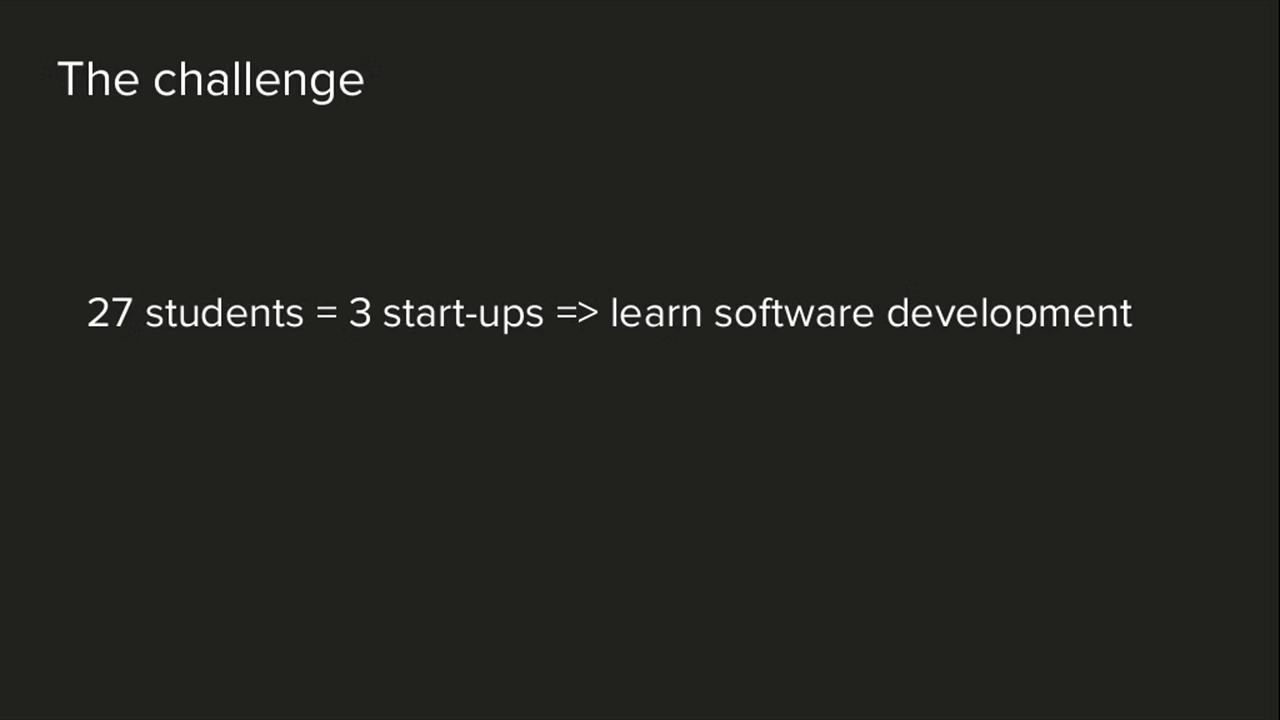 The challenge
27 students = 3 start-ups => learn software development